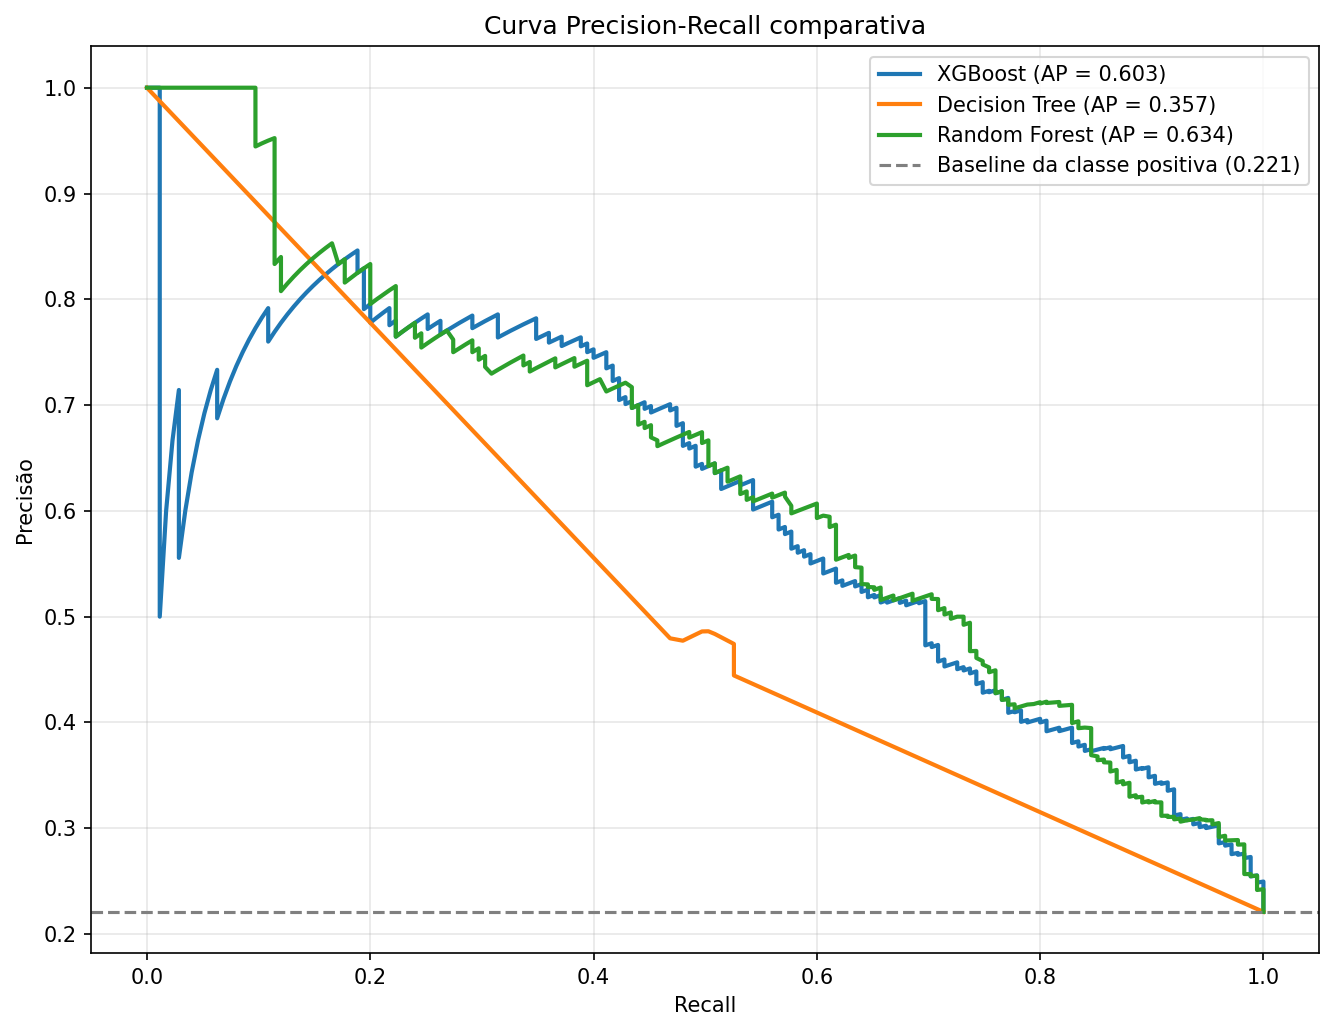 Curva Precision-Recall comparativa
XGBoost (AP = 0.603)
Decision Tree (AP = 0.357)
Random Forest (AP = 0.634)
Baseline da classe positiva (0.221)
Precisão
1.0
0.9
0.8
0.7
0.6
0.5
0.4
0.3
0.2
0.0 0.2 0.4 0.6 0.8 1.0
Recall